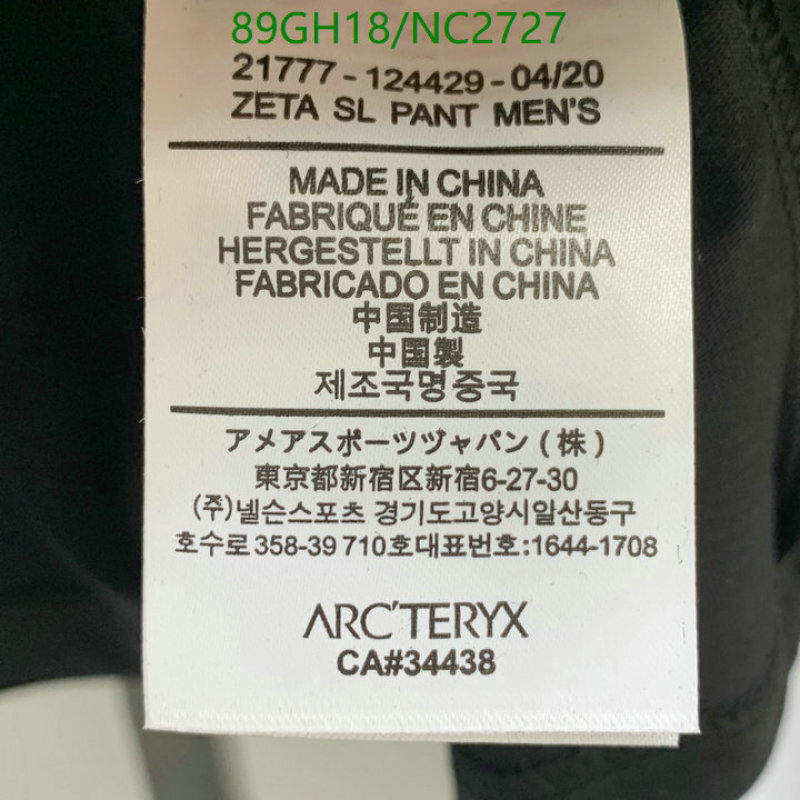 89GH18/NC2727
21777-124429-04/20
ZETA SL PANT MEN'S
MADE IN CHINA
FABRIQUÉ EN CHINE
HERGESTELLT IN CHINA
FABRICADO EN CHINA
中国制造
中国製
제조국명중국
アメアスポーツヅャパン(株)
東京都新宿区新宿6-27-30
(주)넬슨스포츠 경기도고양시일산동구
호수로358-39 710호대표번호:1644-1708
ARC'TERYX
CA#34438